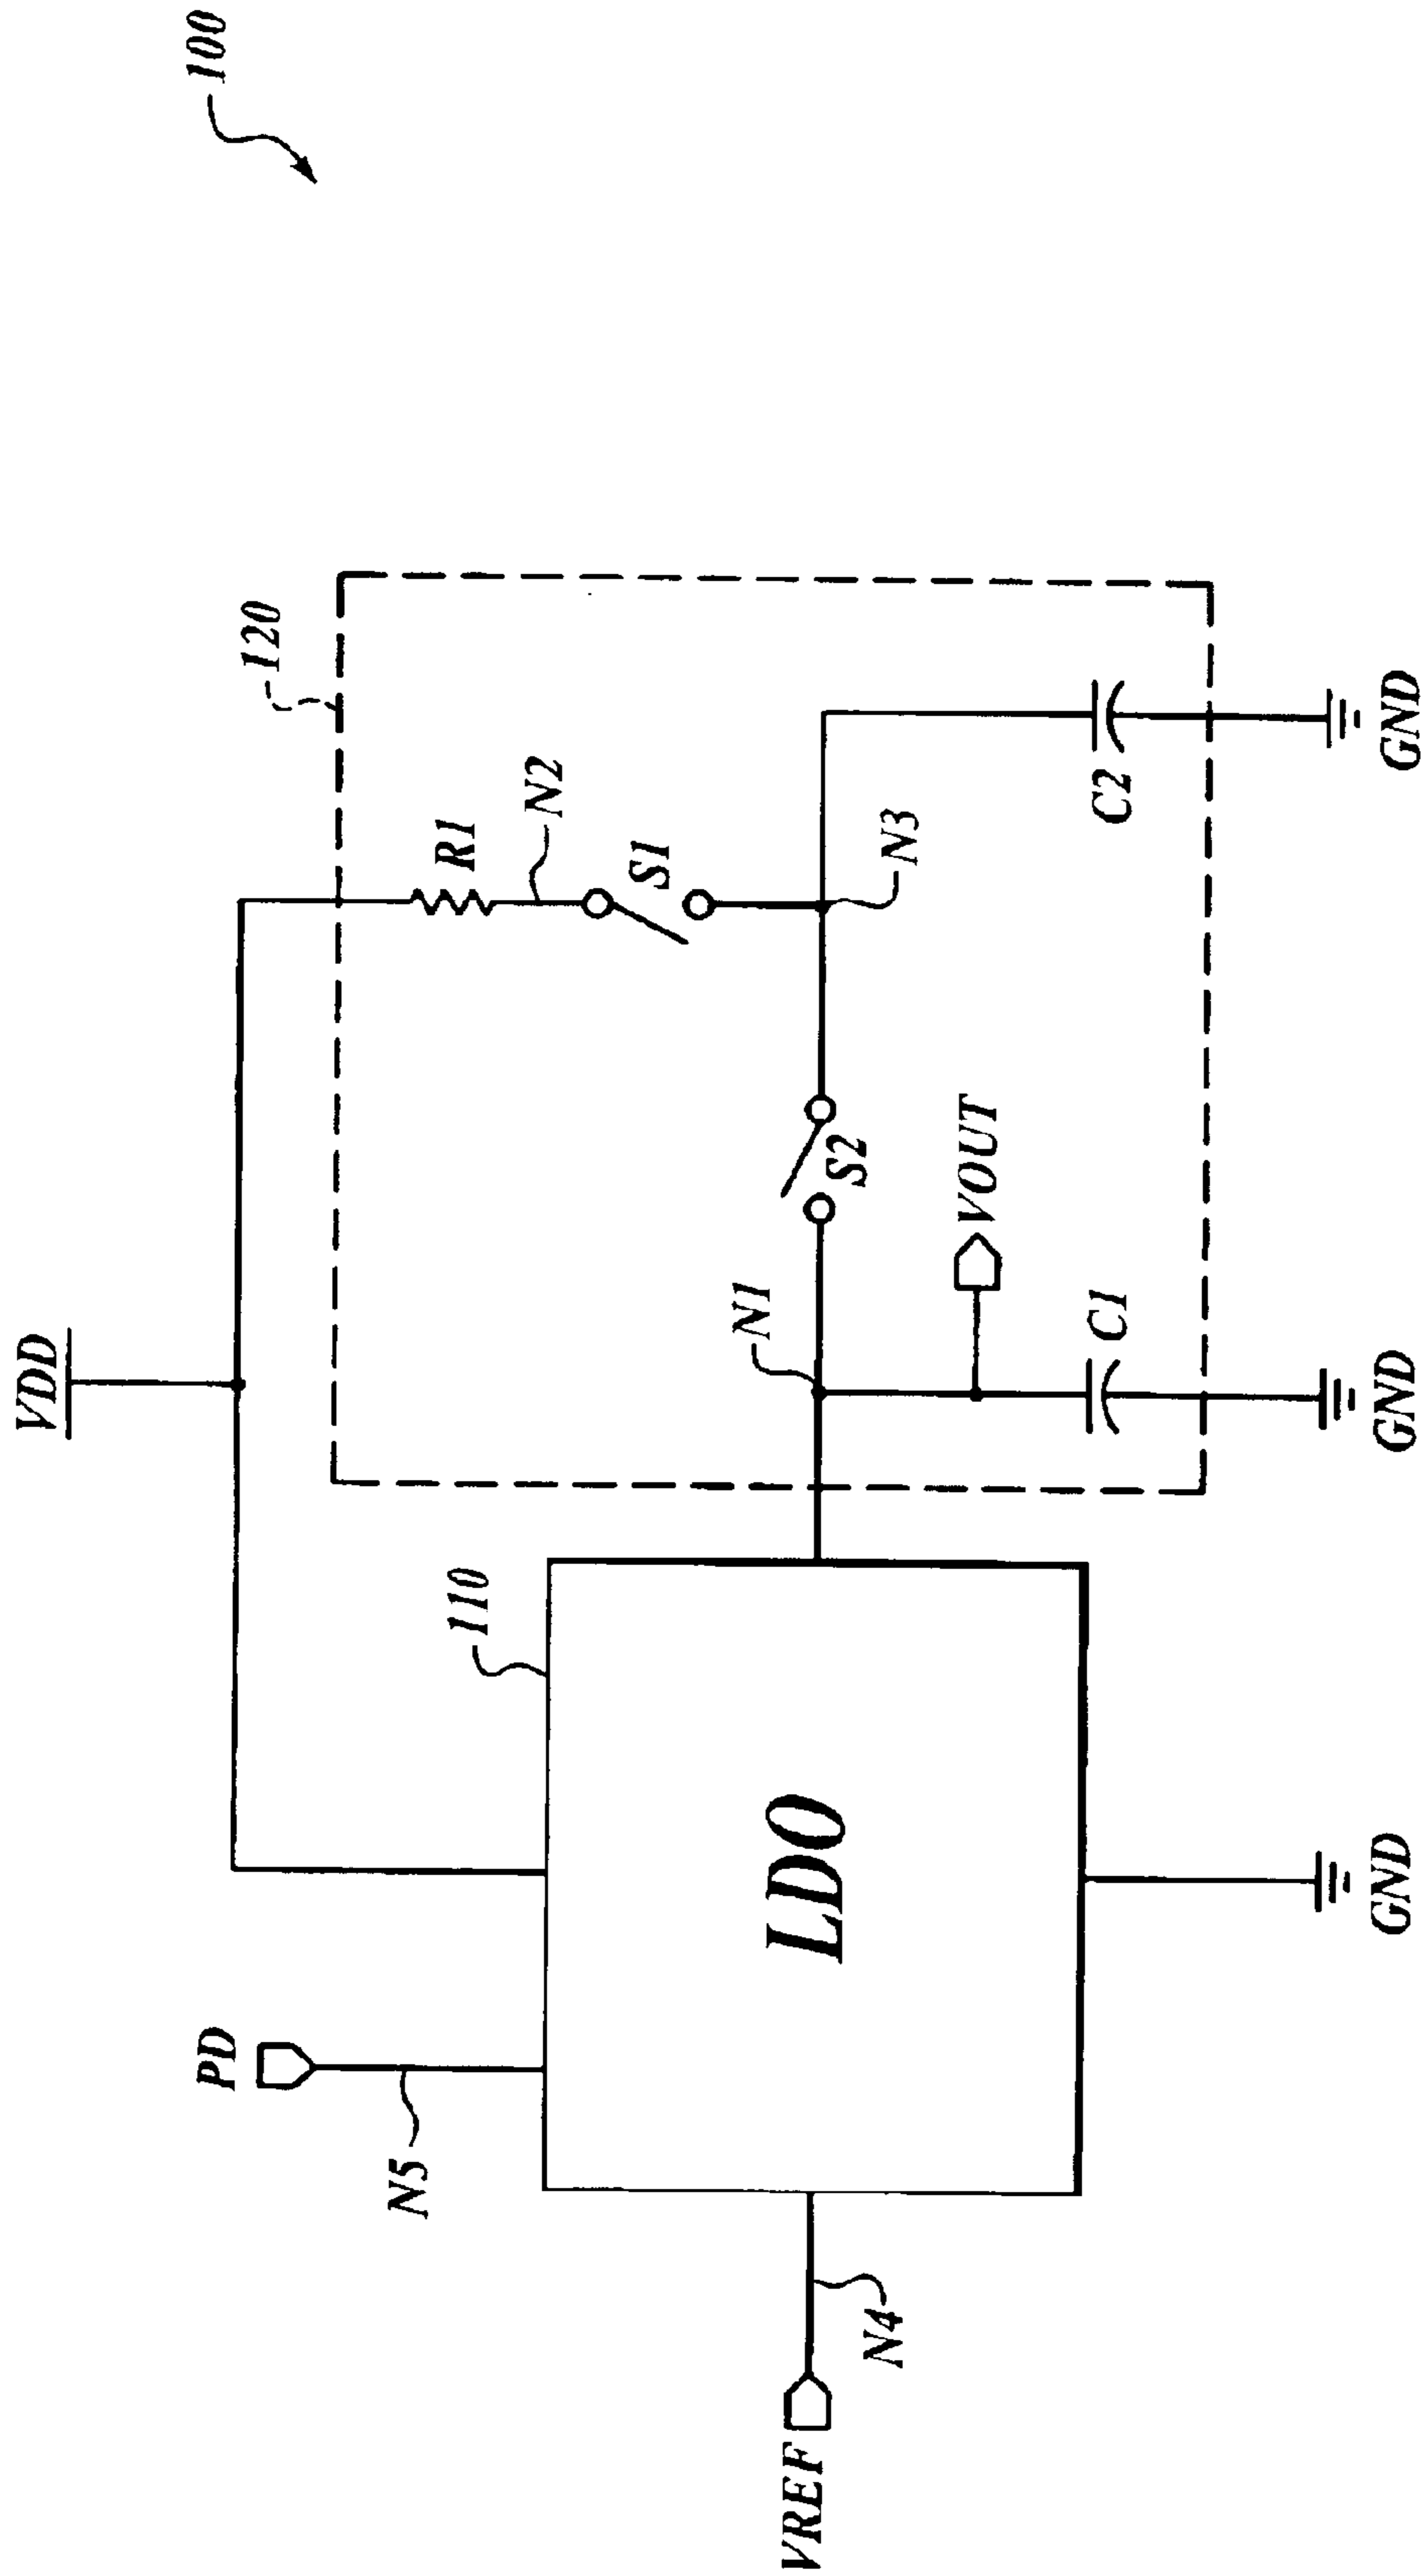 100
VDD
120
PD
N5
110
R1
N2
S1
N1
S2
N3
LDO
VOUT
VREF
N4
C1
C2
GND
GND
GND